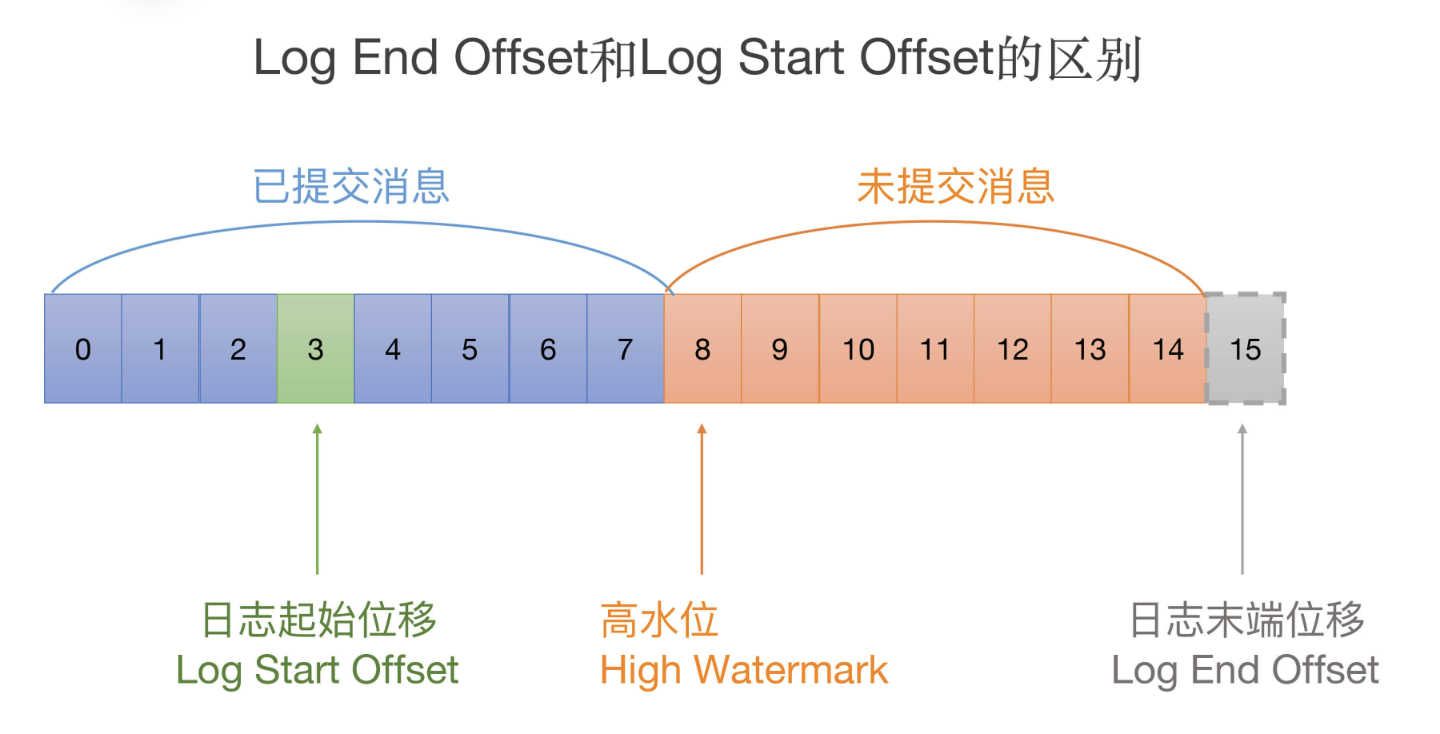 Log End Offset和Log Start Offset的区别
已提交消息 未提交消息
0 1 2 3 4 5 6 7 8 9 10 11 12 13 14 15
日志起始位移 高水位 日志末端位移
Log Start Offset High Watermark Log End Offset